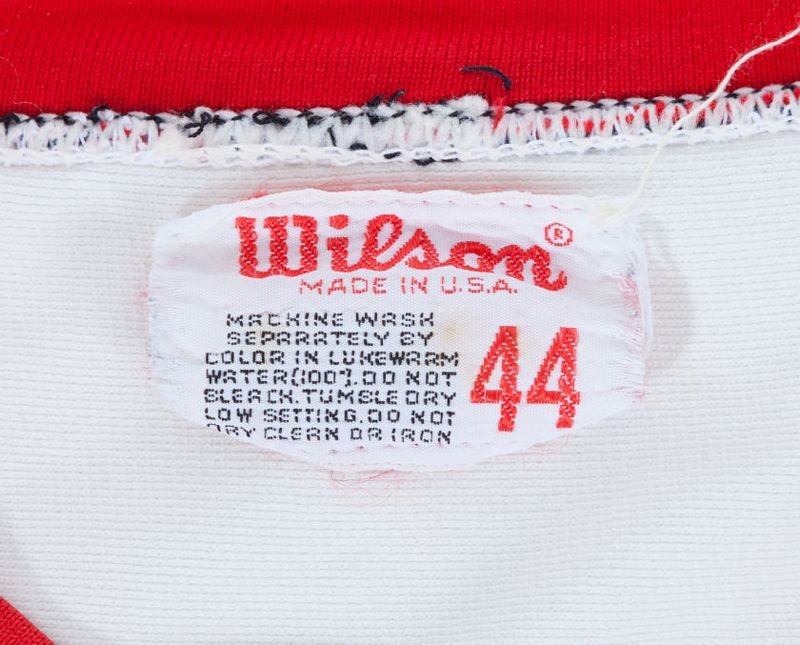 Wilson®
MADE IN U.S.A.
MACHINE WASH
SEPARATELY BY
COLOR IN LUKEWARM
WATER(100°). DO NOT
BLEACH. TUMBLE DRY
LOW SETTING. DO NOT
DRY CLEAN OR IRON
44